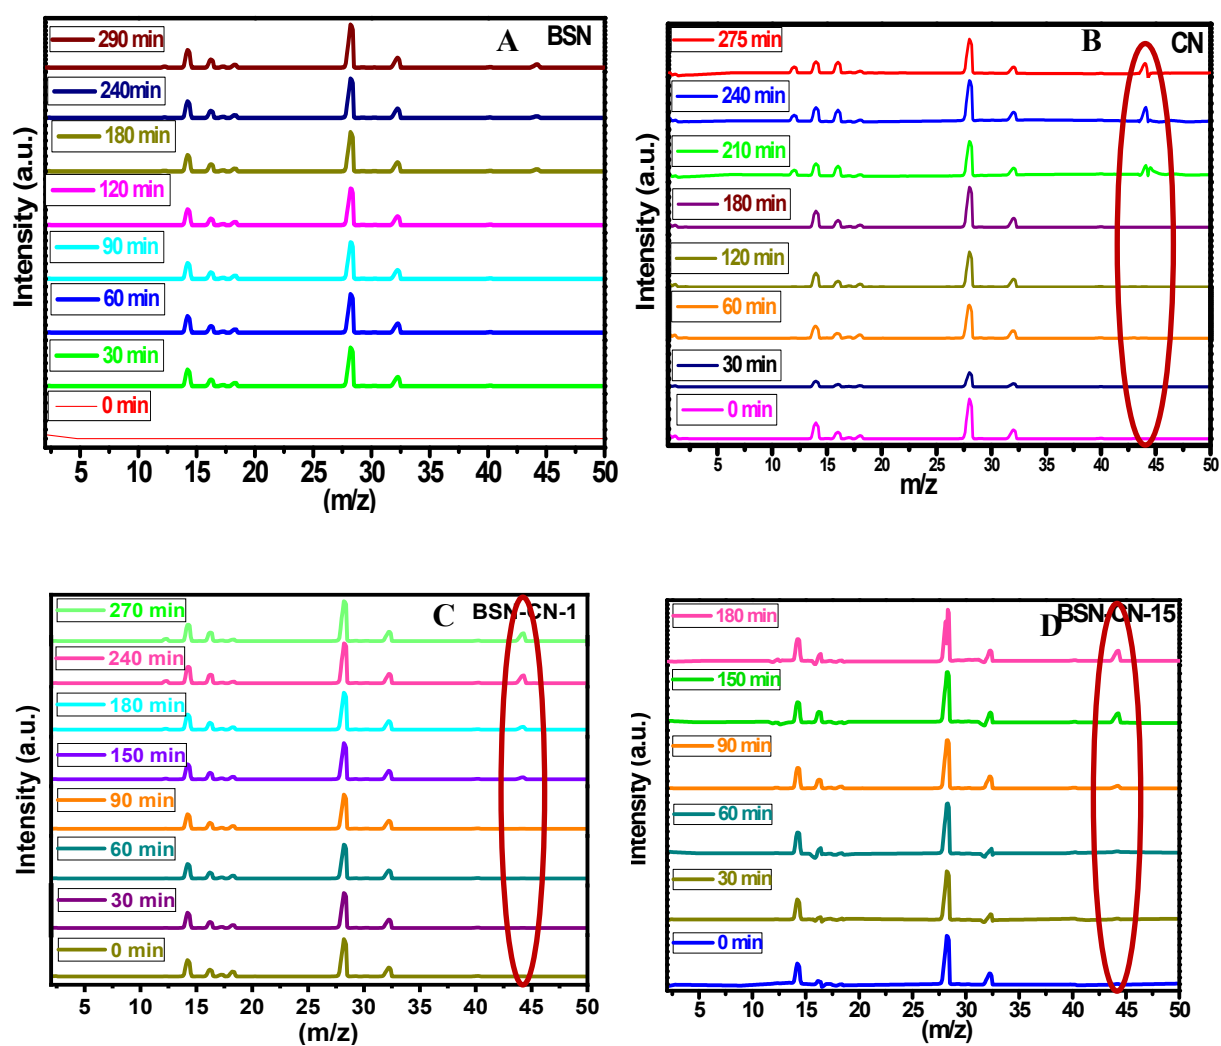 A BSN
290 min
240min
180 min
120 min
90 min
60 min
30 min
0 min
Intensity (a.u.)
5 10 15 20 25 30 35 40 45 50
(m/z)
B CN
275 min
240 min
210 min
180 min
120 min
60 min
30 min
0 min
Intensity (a.u.)
5 10 15 20 25 30 35 40 45 50
m/z
C BSN-CN-1
270 min
240 min
180 min
150 min
90 min
60 min
30 min
0 min
Intensity (a.u.)
5 10 15 20 25 30 35 40 45 50
(m/z)
D BSN-CN-15
180 min
150 min
90 min
60 min
30 min
0 min
Intensity (a.u.)
5 10 15 20 25 30 35 40 45 50
(m/z)